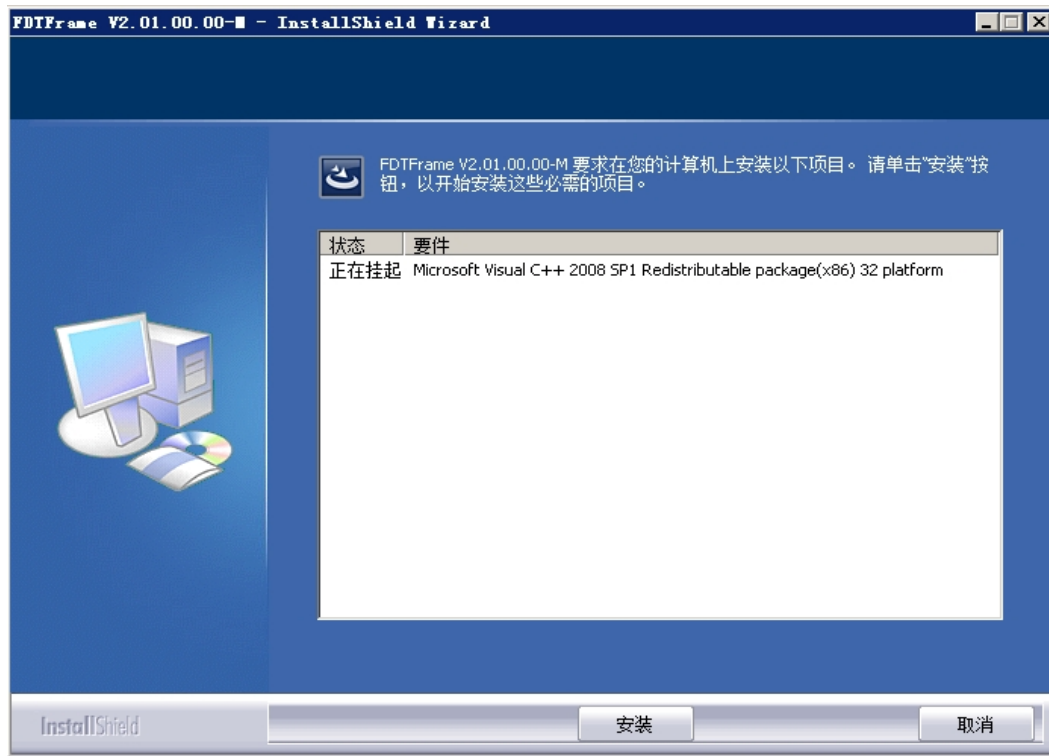 FDTFrame V2.01.00.00-M - InstallShield Wizard
FDTFrame V2.01.00.00-M 要求在您的计算机上安装以下项目。 请单击“安装”按
钮，以开始安装这些必需的项目。
状态 要件
正在挂起 Microsoft Visual C++ 2008 SP1 Redistributable package(x86) 32 platform
InstallShield
安装 取消